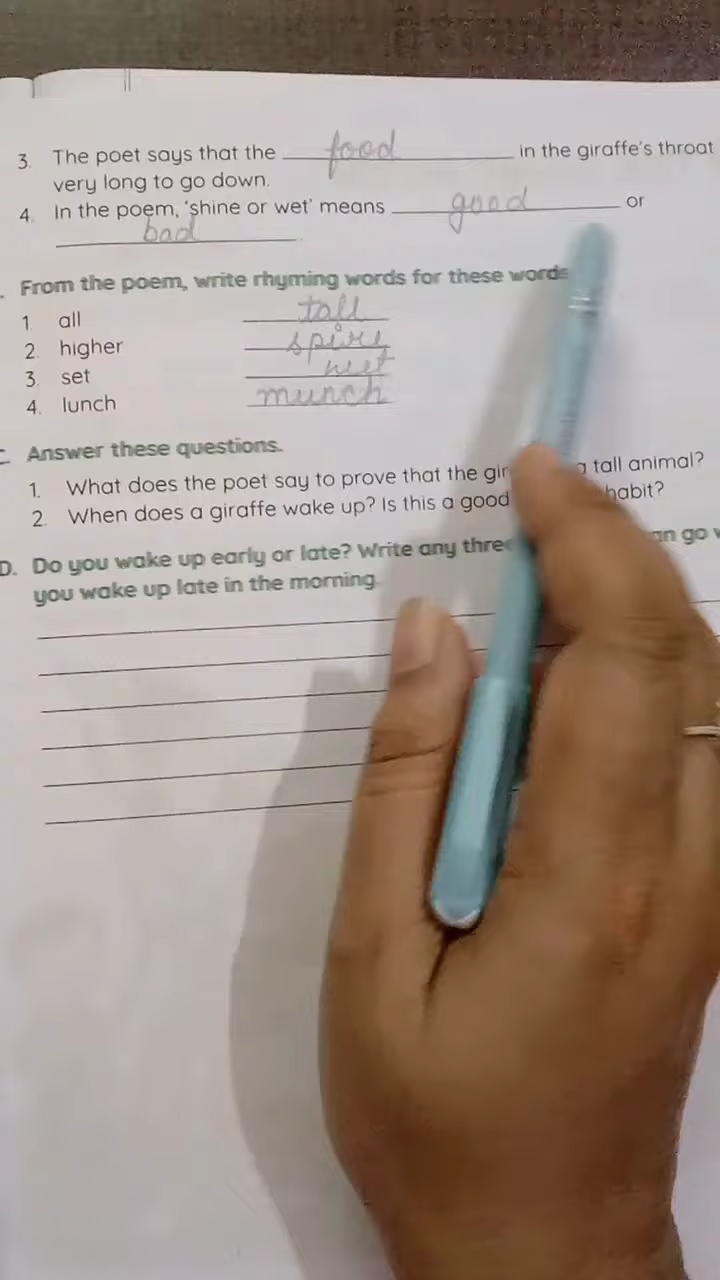 3. The poet says that the food in the giraffe's throat
very long to go down.
4. In the poem, 'shine or wet' means good or
bad.
From the poem, write rhyming words for these words
1. all tall
2. higher spire
3. set wet
4. lunch munch
C. Answer these questions.
1. What does the poet say to prove that the a tall animal?
2. When does a giraffe wake up? Is this a good habit?
D. Do you wake up early or late? Write any three go
you wake up late in the morning.